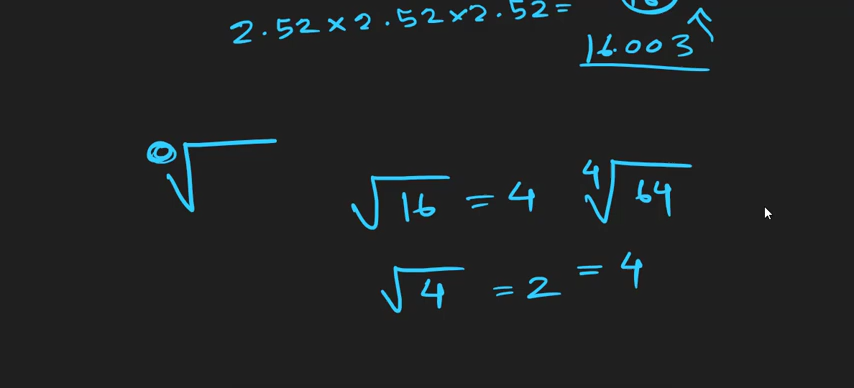 2.52×2.52×2.52=
16.003
√16 = 4 ⁴√64
√4 = 2 = 4